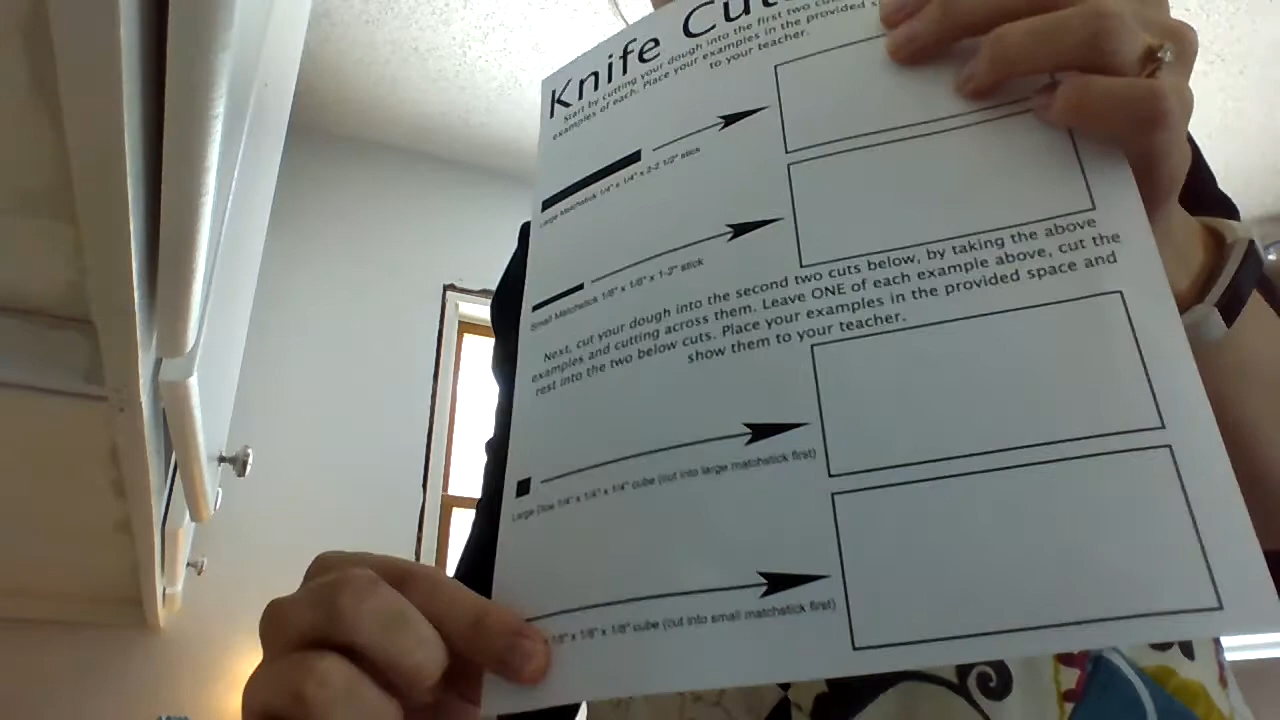 Knife Cut
Start by cutting your dough into the first two cut
examples of each. Place your examples in the provided s
to your teacher.
Large Matchstick 1/4" x 1/4" x 2-2 1/2" stick
Small Matchstick 1/8" x 1/8" x 1-2" stick
Next, cut your dough into the second two cuts below, by taking the above
examples and cutting across them. Leave ONE of each example above, cut the
rest into the two below cuts. Place your examples in the provided space and
show them to your teacher.
Large Dice 1/4" x 1/4" x 1/4" cube (cut into large matchstick first)
1/8" x 1/8" x 1/8" cube (cut into small matchstick first)